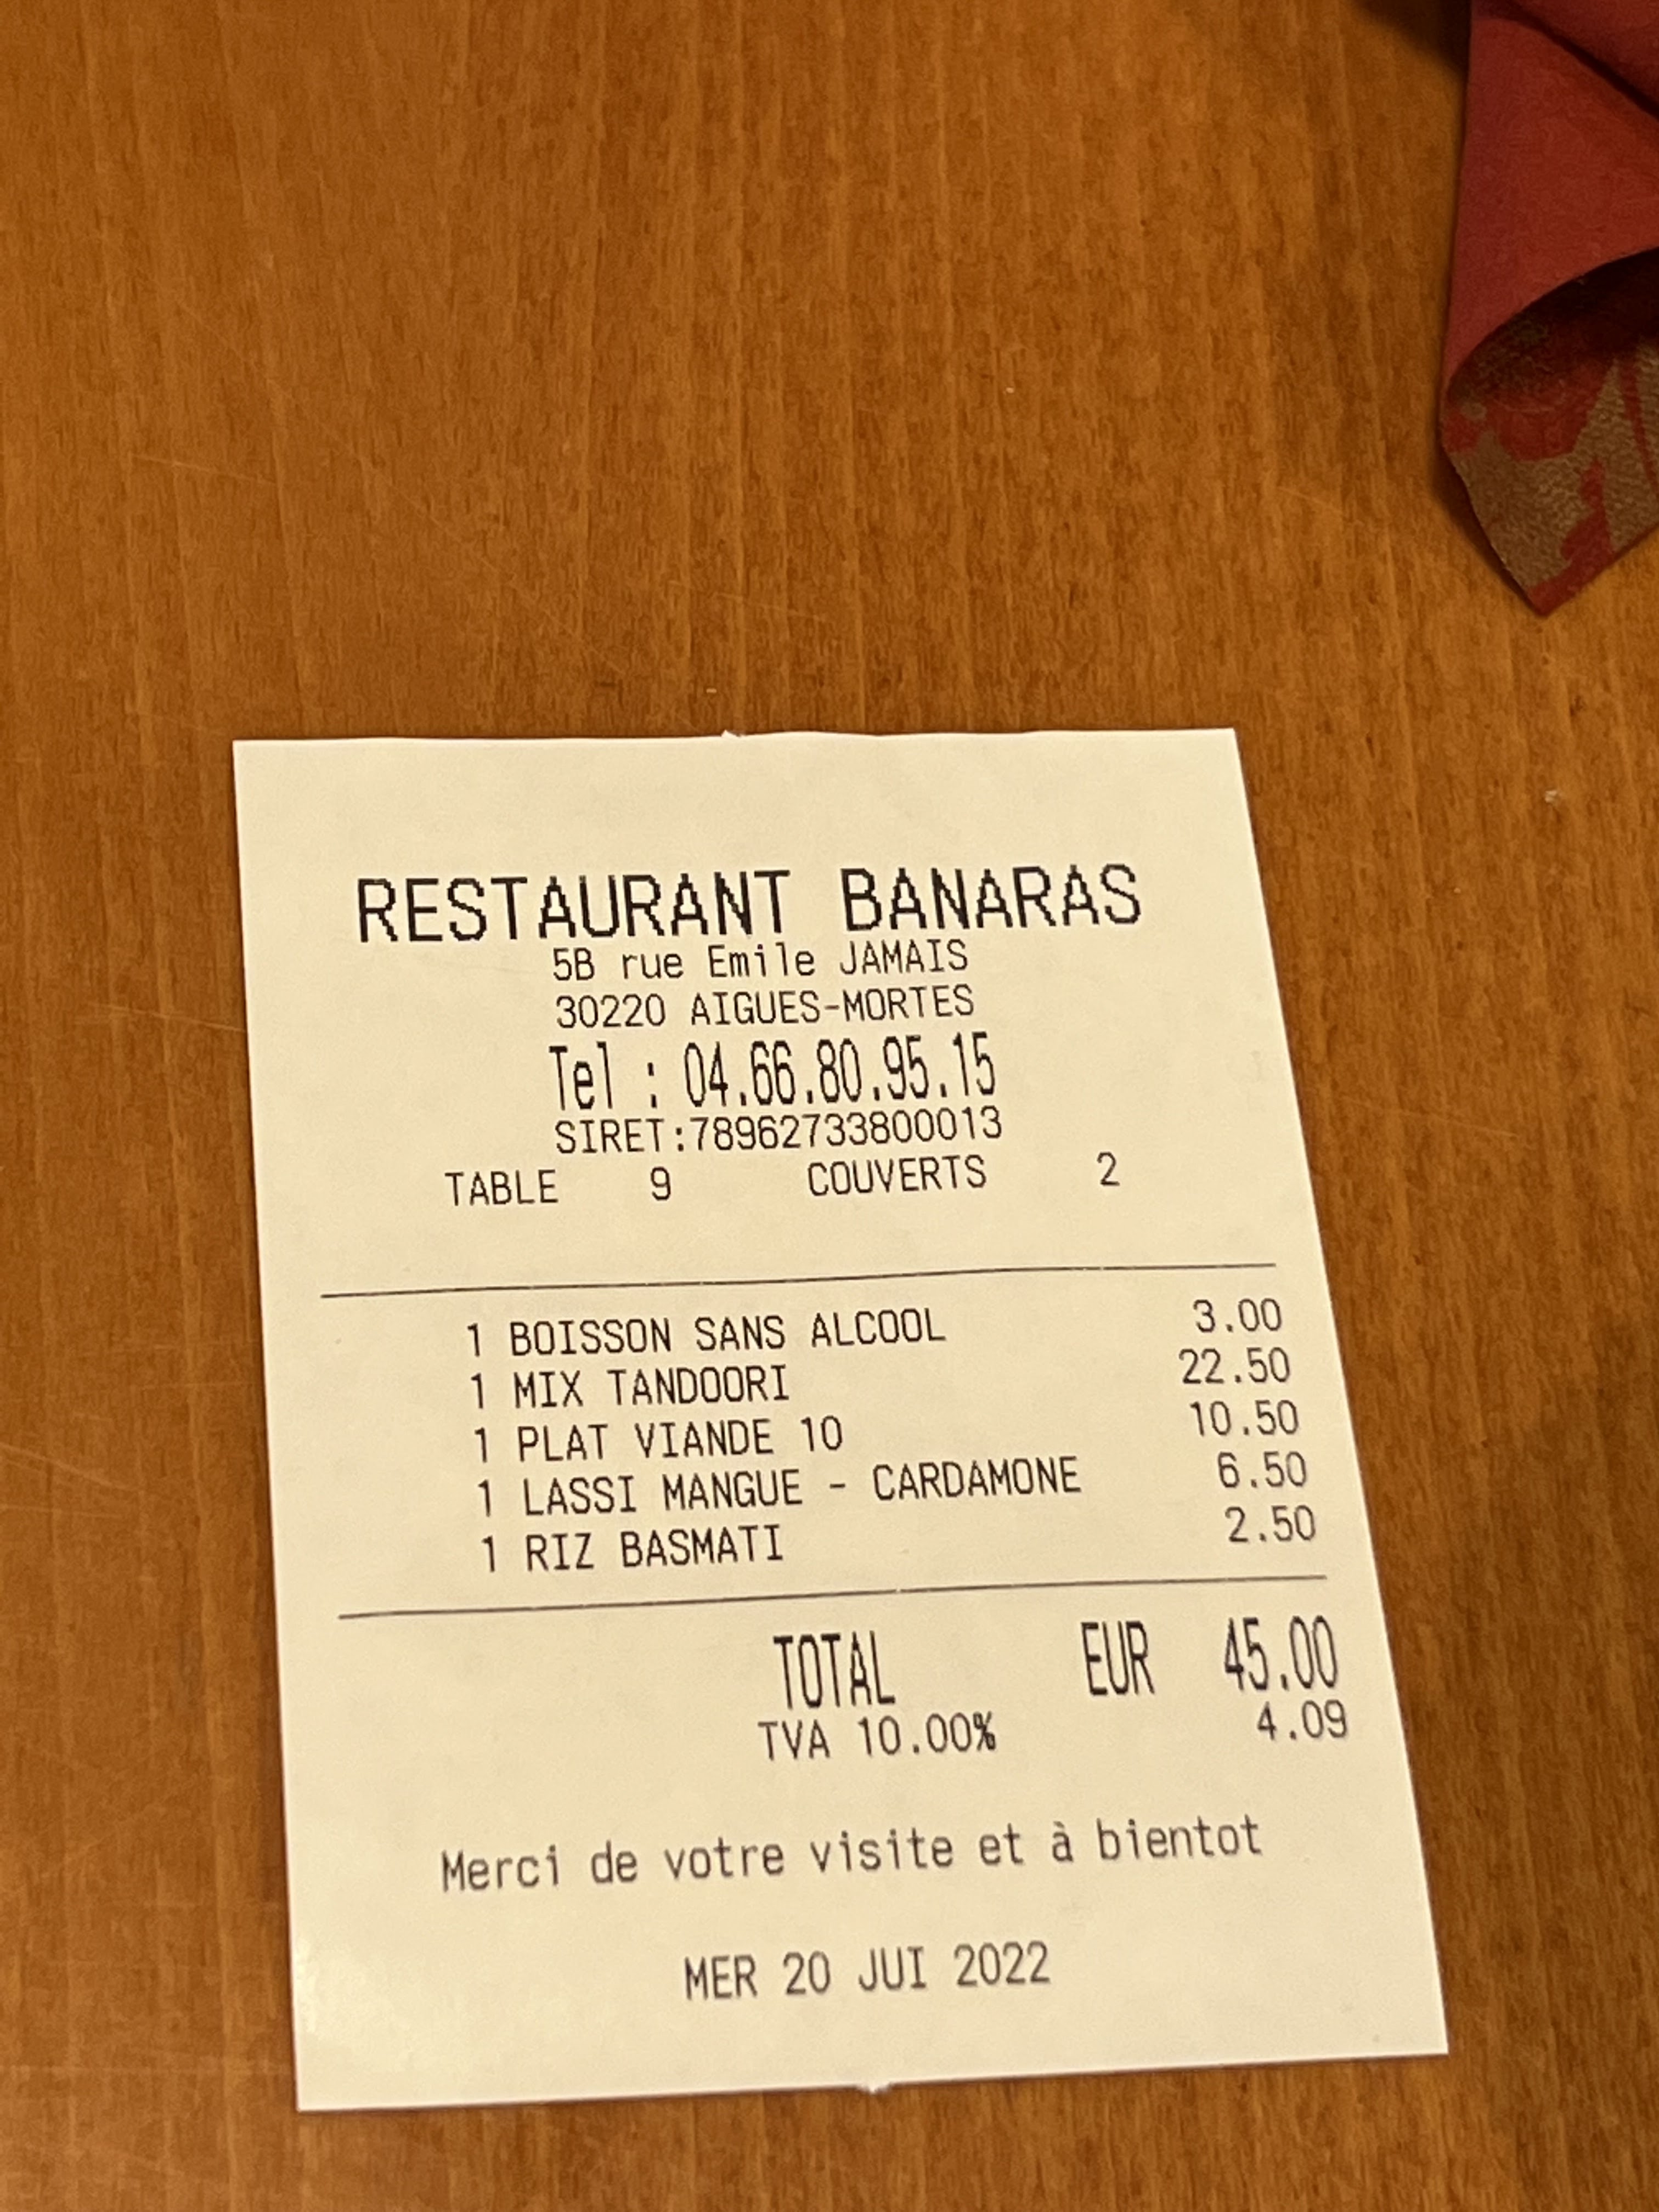 RESTAURANT BANARAS
5B rue Emile JAMAIS
30220 AIGUES-MORTES
Tel : 04.66.80.95.15
SIRET:78962733800013
TABLE 9 COUVERTS 2
1 BOISSON SANS ALCOOL 3.00
1 MIX TANDOORI 22.50
1 PLAT VIANDE 10 10.50
1 LASSI MANGUE - CARDAMONE 6.50
1 RIZ BASMATI 2.50
TOTAL EUR 45.00
TVA 10.00% 4.09
Merci de votre visite et à bientot
MER 20 JUI 2022